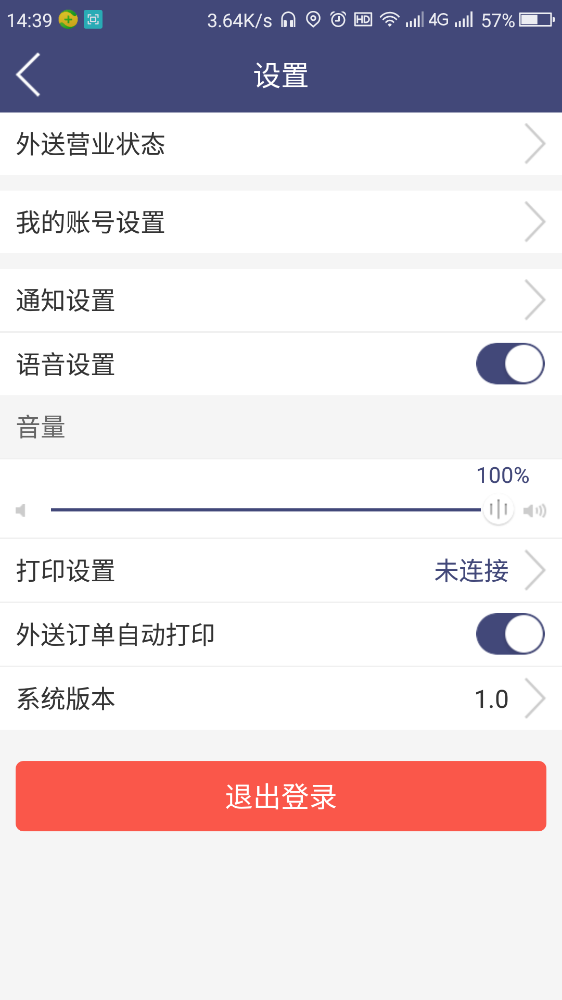 14:39 3.64K/s HD 4G 57%
设置
外送营业状态
我的账号设置
通知设置
语音设置
音量
100%
打印设置 未连接
外送订单自动打印
系统版本 1.0
退出登录